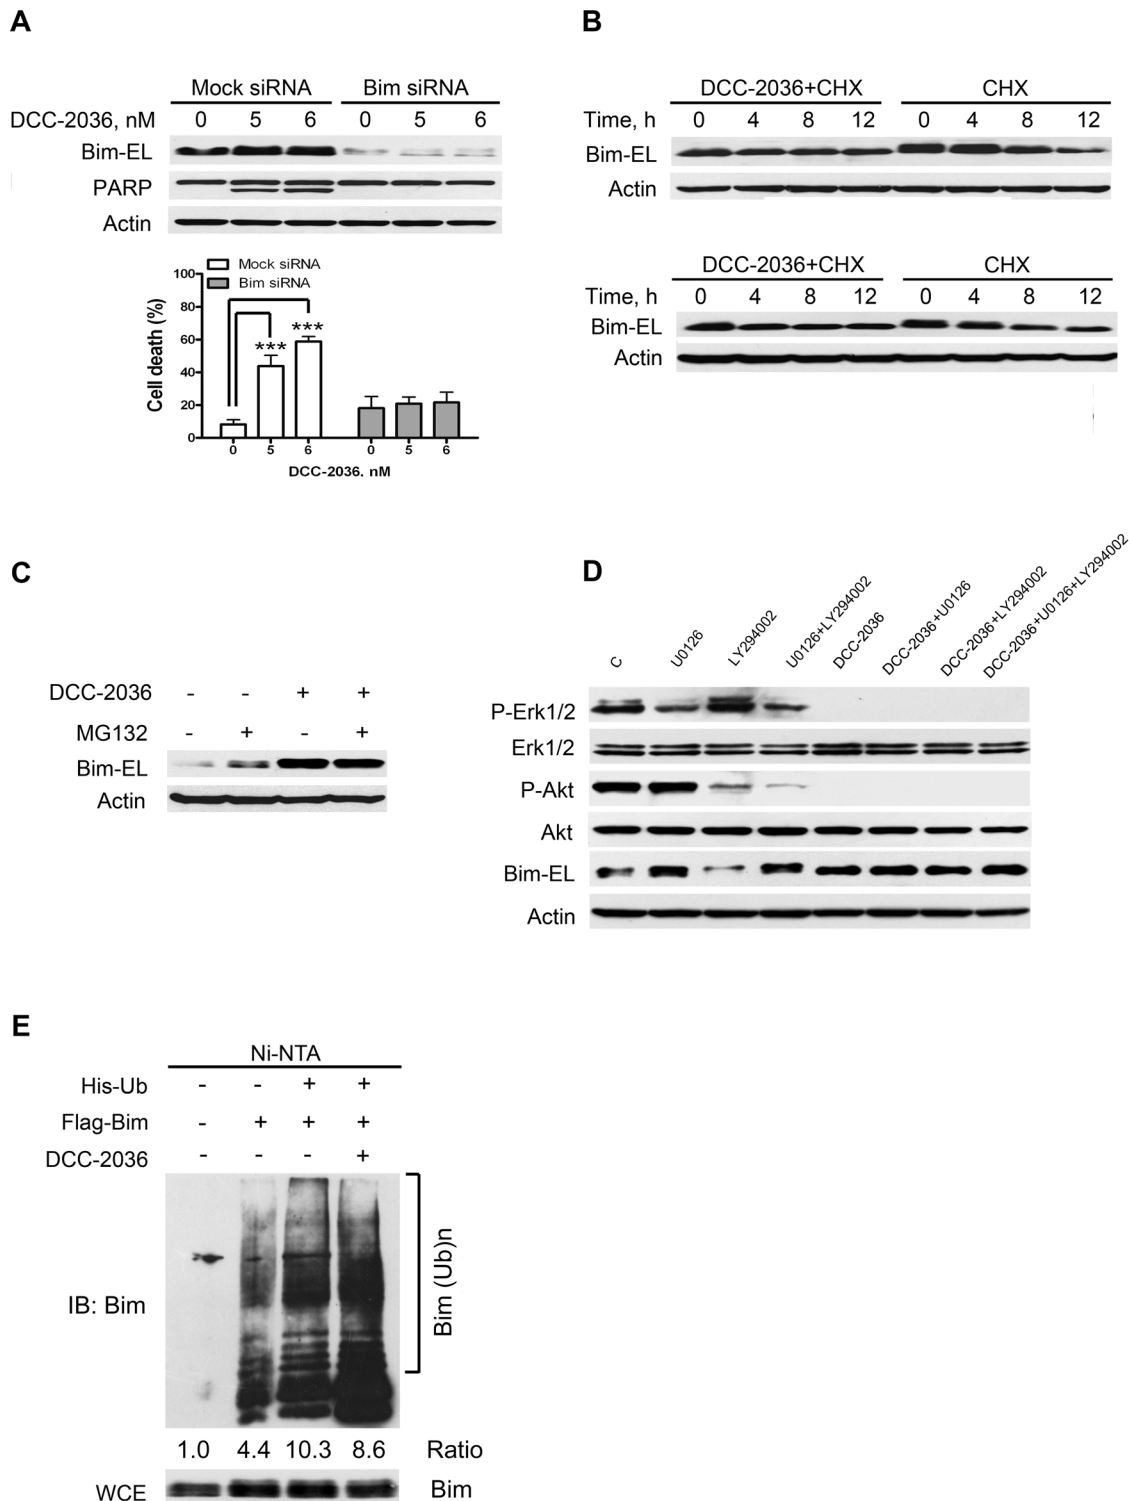 A
Mock siRNA Bim siRNA
DCC-2036, nM 0 5 6 0 5 6
Bim-EL
PARP
Actin
Mock siRNA
Bim siRNA
Cell death (%)
100
80
60
40
20
0
*** ***
0 5 6 0 5 6
DCC-2036. nM
B
DCC-2036+CHX CHX
Time, h 0 4 8 12 0 4 8 12
Bim-EL
Actin
DCC-2036+CHX CHX
Time, h 0 4 8 12 0 4 8 12
Bim-EL
Actin
C
DCC-2036 - - + +
MG132 - + - +
Bim-EL
Actin
D
C U0126 LY294002 U0126+LY294002 DCC-2036 DCC-2036+U0126 DCC-2036+LY294002 DCC-2036+U0126+LY294002
P-Erk1/2
Erk1/2
P-Akt
Akt
Bim-EL
Actin
E
Ni-NTA
His-Ub - - + +
Flag-Bim - + + +
DCC-2036 - - - +
IB: Bim
Bim (Ub)n
1.0 4.4 10.3 8.6 Ratio
WCE Bim